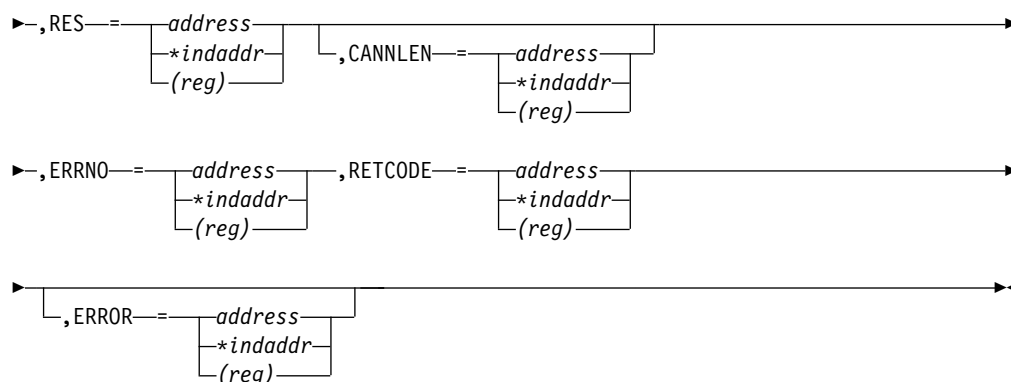 ,RES = address ,CANNLEN = address
*indaddr *indaddr
(reg) (reg)
,ERRNO = address ,RETCODE = address
*indaddr *indaddr
(reg) (reg)
,ERROR = address
*indaddr
(reg)